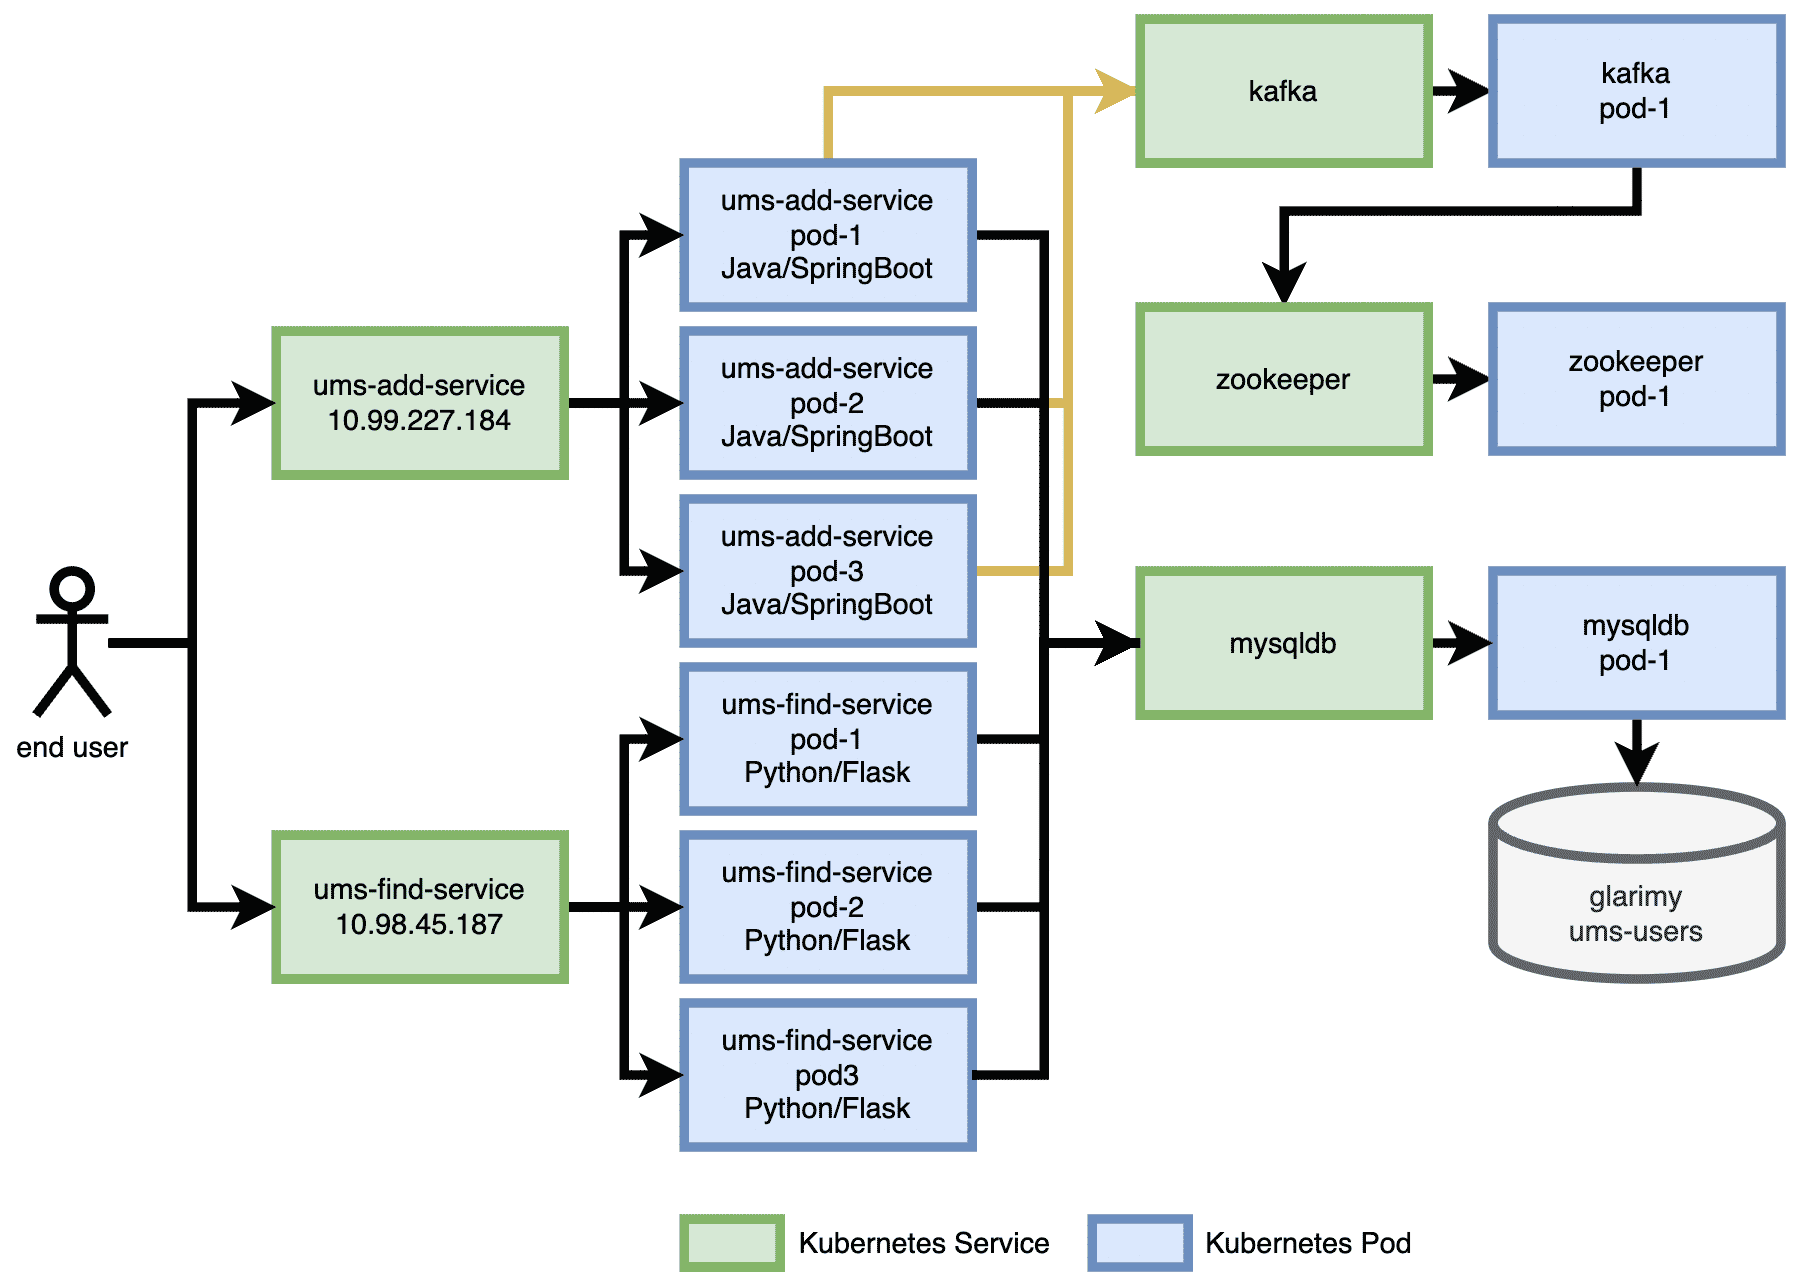 kafka
kafka
pod-1
ums-add-service
pod-1
Java/SpringBoot
ums-add-service
10.99.227.184
ums-add-service
pod-2
Java/SpringBoot
zookeeper
zookeeper
pod-1
ums-add-service
pod-3
Java/SpringBoot
end user
mysqldb
mysqldb
pod-1
ums-find-service
pod-1
Python/Flask
ums-find-service
10.98.45.187
ums-find-service
pod-2
Python/Flask
glarimy
ums-users
ums-find-service
pod3
Python/Flask
Kubernetes Service
Kubernetes Pod